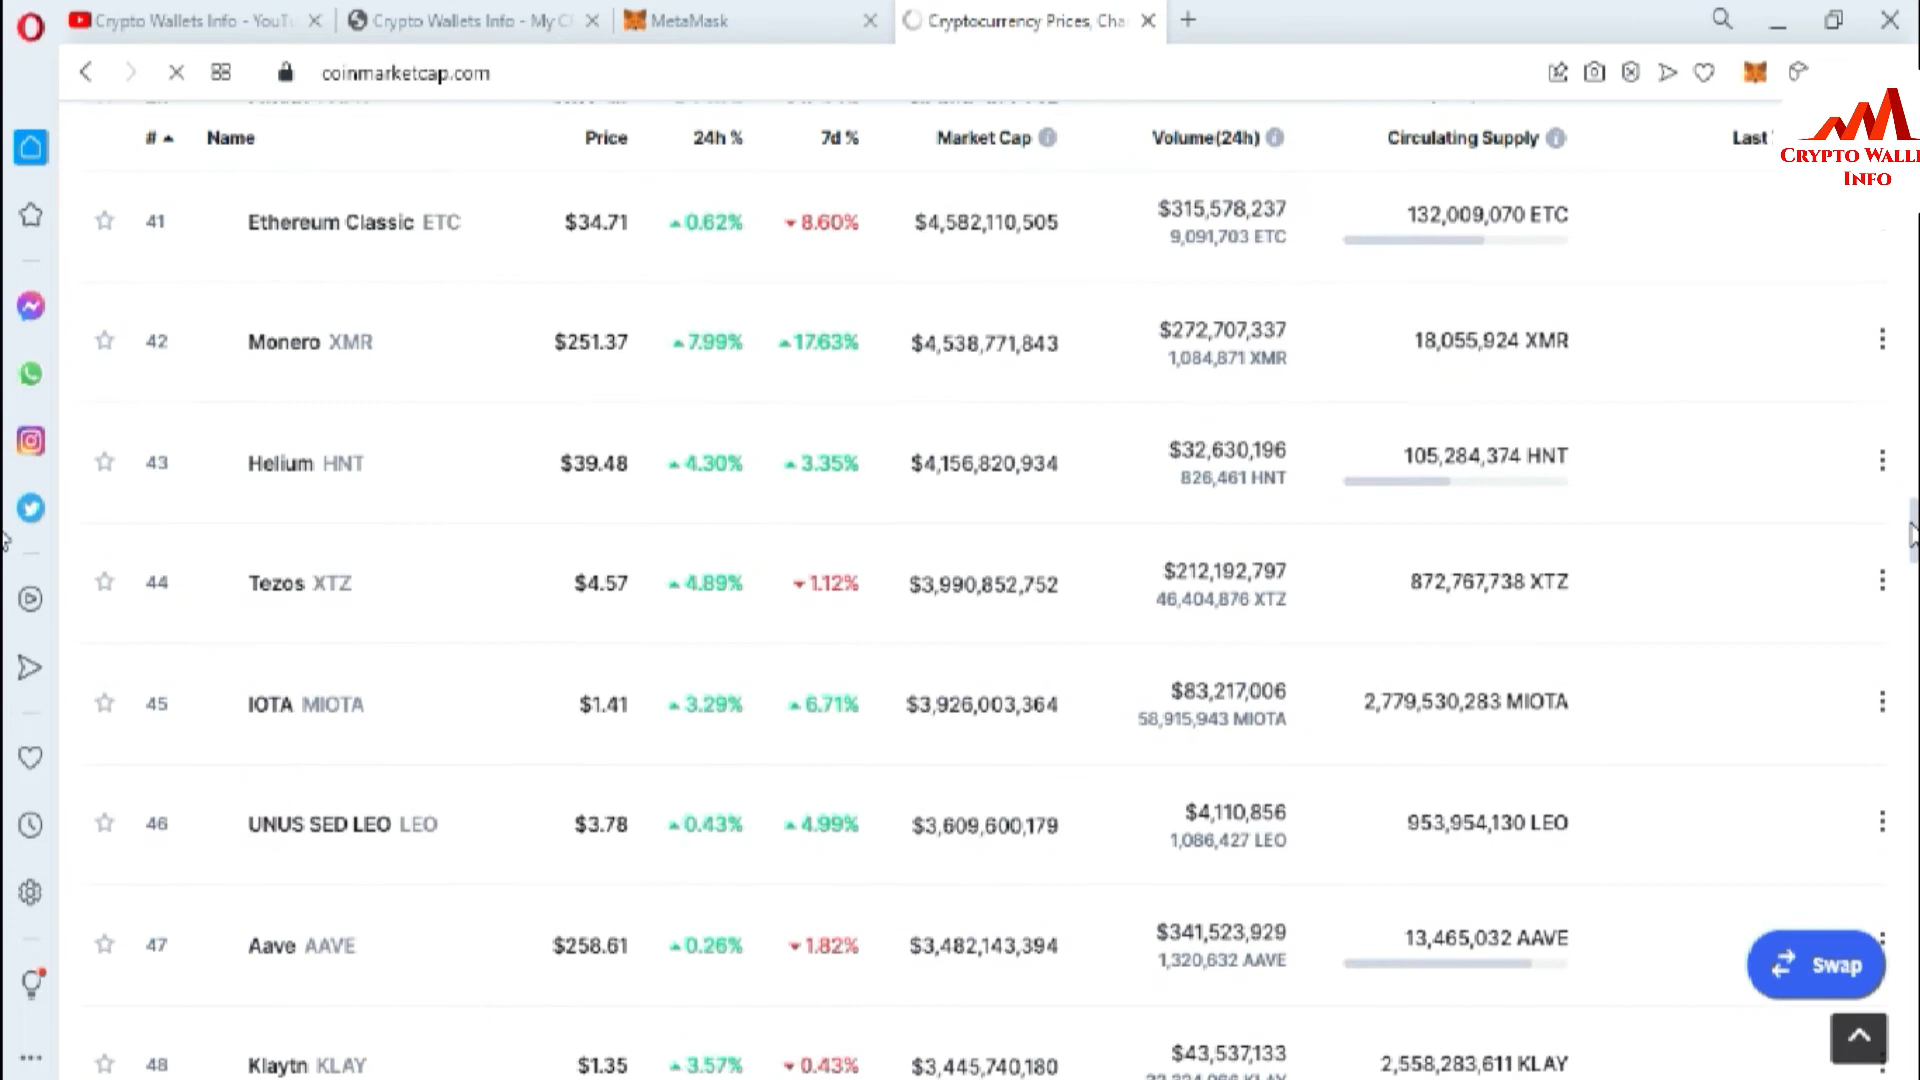 Crypto Wallets Info - YouTu
Crypto Wallets Info - My C
MetaMask
Cryptocurrency Prices, Cha
coinmarketcap.com
CRYPTO WALLE
INFO
# Name Price 24h % 7d % Market Cap Volume(24h) Circulating Supply Last
41 Ethereum Classic ETC $34.71 0.62% 8.60% $4,582,110,505 $315,578,237 132,009,070 ETC
9,091,703 ETC
42 Monero XMR $251.37 7.99% 17.63% $4,538,771,843 $272,707,337 18,055,924 XMR
1,084,871 XMR
43 Helium HNT $39.48 4.30% 3.35% $4,156,820,934 $32,630,196 105,284,374 HNT
826,461 HNT
44 Tezos XTZ $4.57 4.89% 1.12% $3,990,852,752 $212,192,797 872,767,738 XTZ
46,404,876 XTZ
45 IOTA MIOTA $1.41 3.29% 6.71% $3,926,003,364 $83,217,006 2,779,530,283 MIOTA
58,915,943 MIOTA
46 UNUS SED LEO LEO $3.78 0.43% 4.99% $3,609,600,179 $4,110,856 953,954,130 LEO
1,086,427 LEO
47 Aave AAVE $258.61 0.26% 1.82% $3,482,143,394 $341,523,929 13,465,032 AAVE
1,320,632 AAVE
Swap
48 Klaytn KLAY $1.35 3.57% 0.43% $3,445,740,180 $43,537,133 2,558,283,611 KLAY